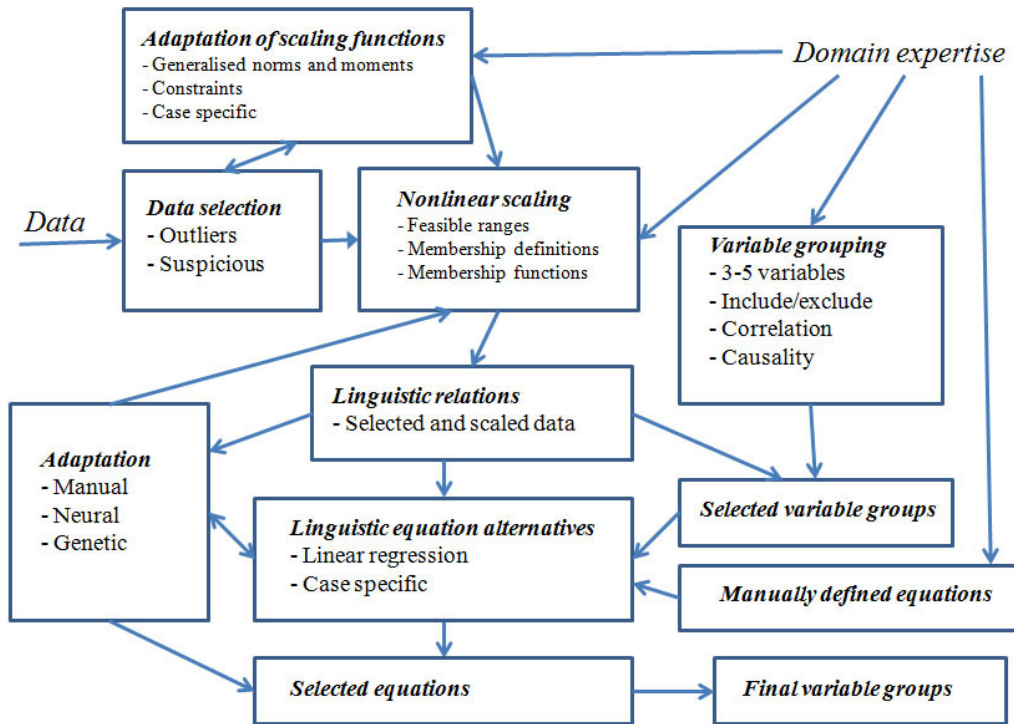 Adaptation of scaling functions
- Generalised norms and moments
- Constraints
- Case specific
Domain expertise
Data
Data selection
- Outliers
- Suspicious
Nonlinear scaling
- Feasible ranges
- Membership definitions
- Membership functions
Variable grouping
- 3-5 variables
- Include/exclude
- Correlation
- Causality
Linguistic relations
- Selected and scaled data
Adaptation
- Manual
- Neural
- Genetic
Linguistic equation alternatives
- Linear regression
- Case specific
Selected variable groups
Manually defined equations
Selected equations
Final variable groups